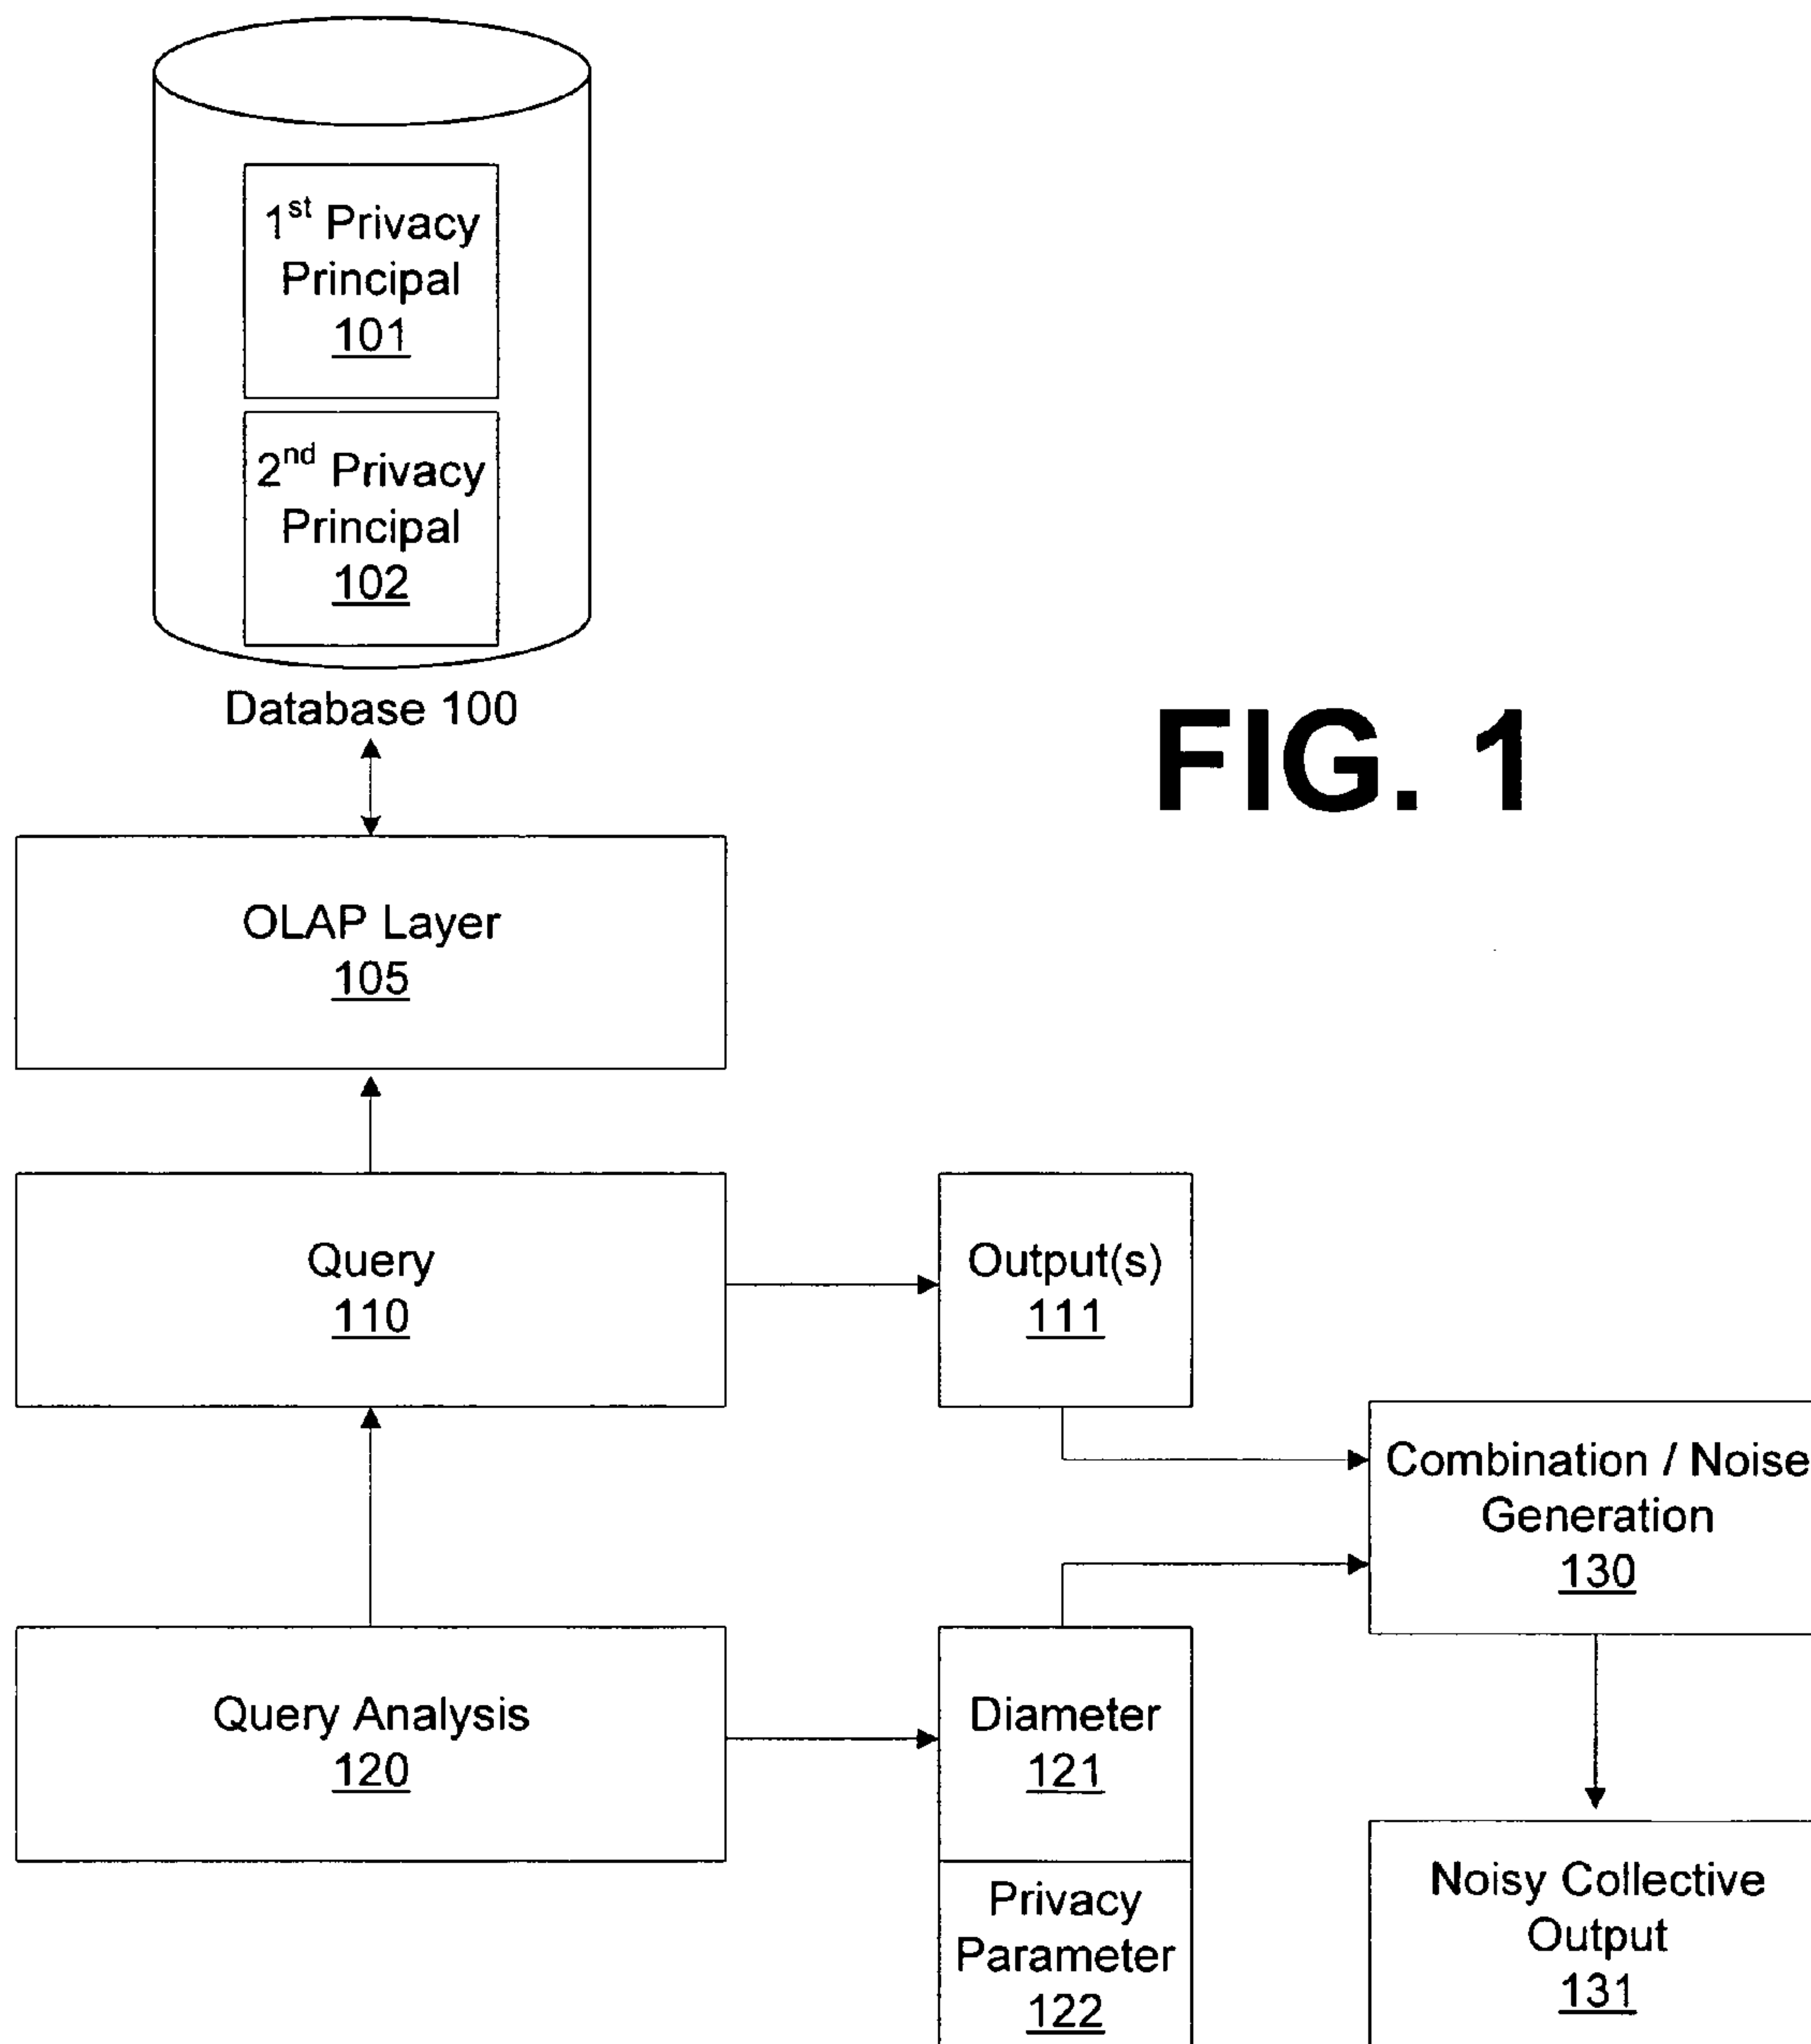 1st Privacy
Principal
101
2nd Privacy
Principal
102
Database 100
FIG. 1
OLAP Layer
105
Query
110
Output(s)
111
Combination / Noise
Generation
130
Query Analysis
120
Diameter
121
Privacy
Parameter
122
Noisy Collective
Output
131